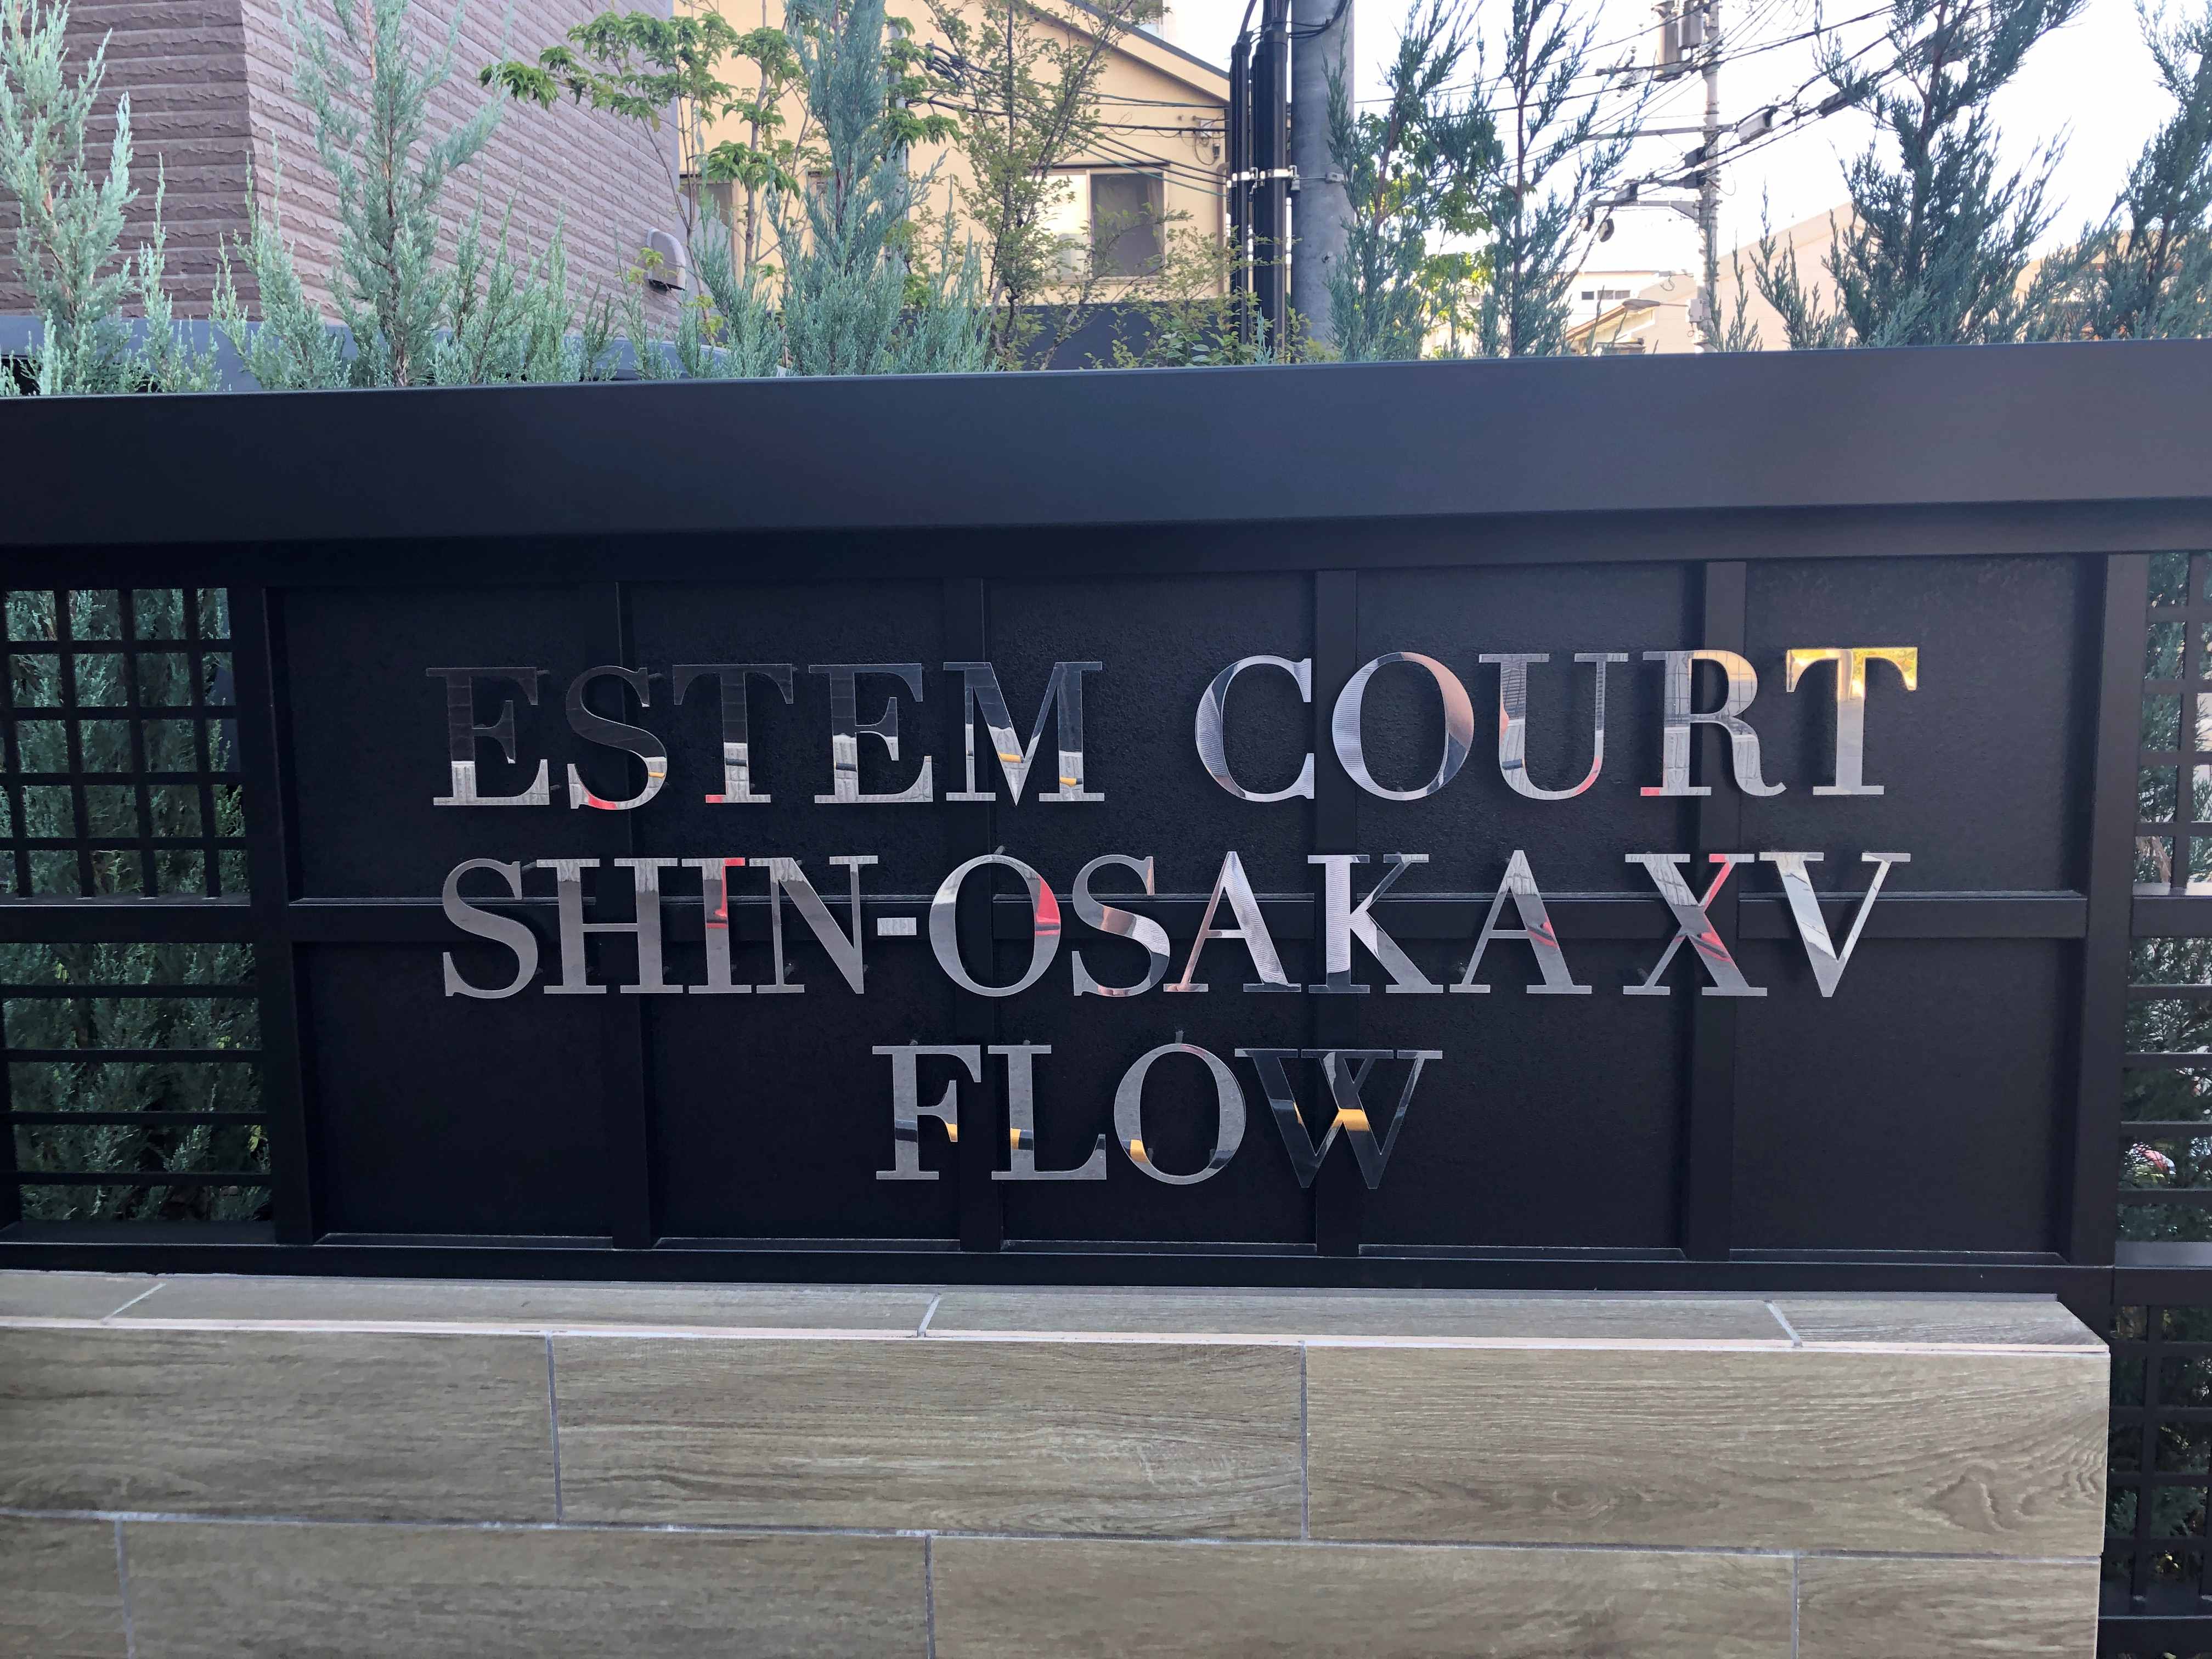 ESTEM COURT
SHIN-OSAKA XV
FLOW